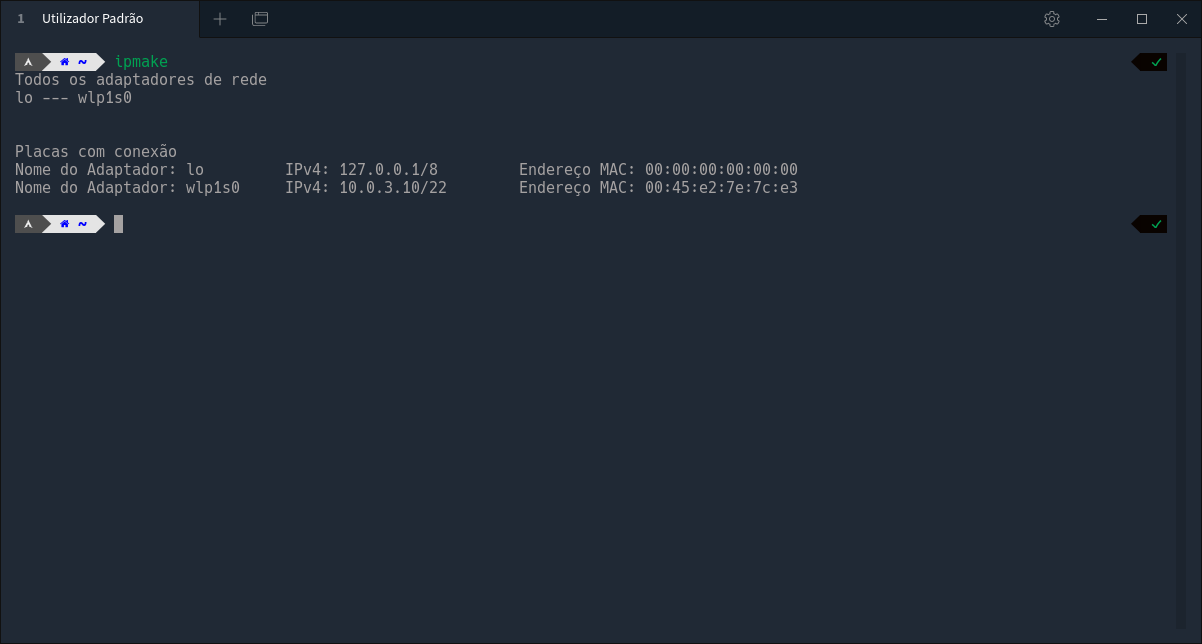 1 Utilizador Padrão
~ ipmake
Todos os adaptadores de rede
lo --- wlp1s0
Placas com conexão
Nome do Adaptador: lo IPv4: 127.0.0.1/8 Endereço MAC: 00:00:00:00:00:00
Nome do Adaptador: wlp1s0 IPv4: 10.0.3.10/22 Endereço MAC: 00:45:e2:7e:7c:e3
~